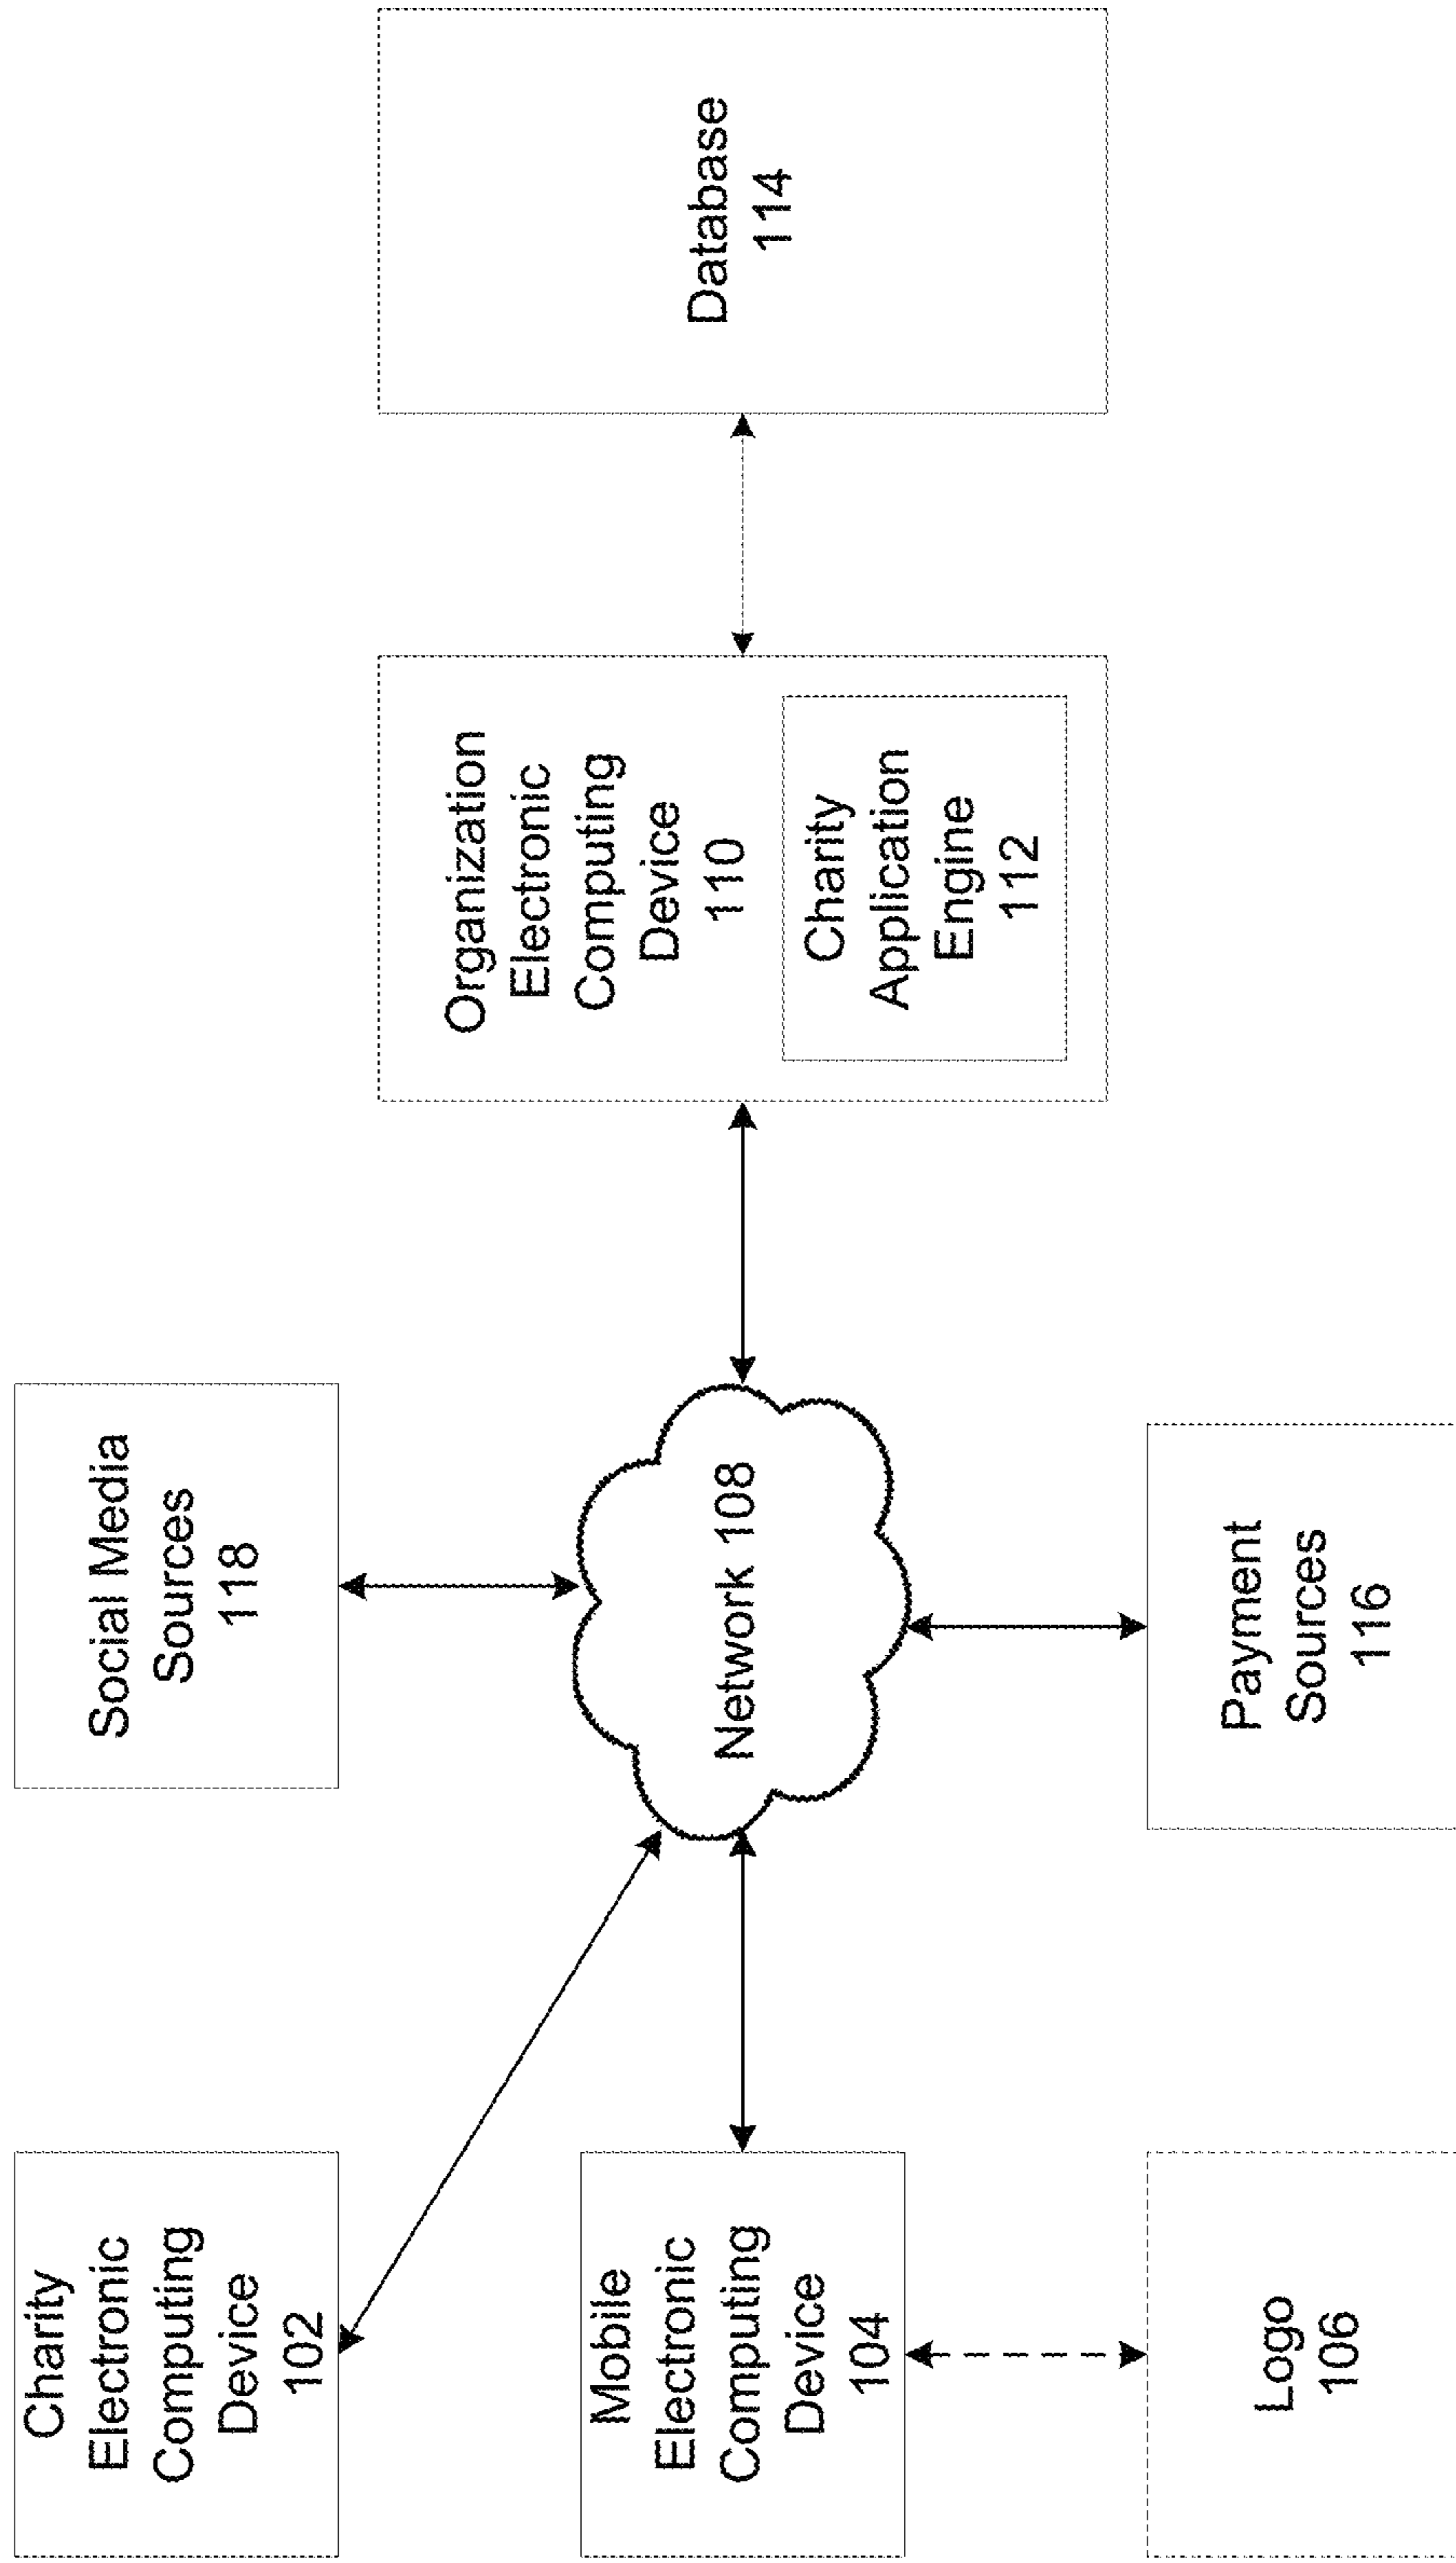 Charity
Electronic
Computing
Device
102
Social Media
Sources
118
Mobile
Electronic
Computing
Device
104
Network 108
Organization
Electronic
Computing
Device
110
Charity
Application
Engine
112
Database
114
Logo
106
Payment
Sources
116